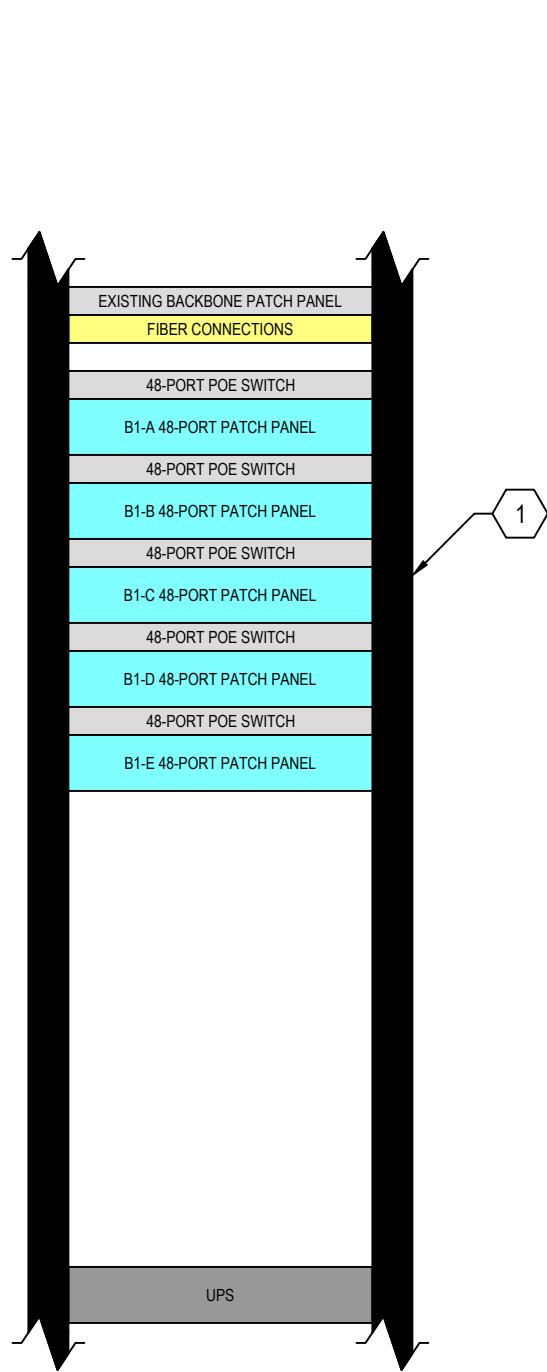 EXISTING BACKBONE PATCH PANEL
FIBER CONNECTIONS
48-PORT POE SWITCH
B1-A 48-PORT PATCH PANEL
48-PORT POE SWITCH
B1-B 48-PORT PATCH PANEL
1
48-PORT POE SWITCH
B1-C 48-PORT PATCH PANEL
48-PORT POE SWITCH
B1-D 48-PORT PATCH PANEL
48-PORT POE SWITCH
B1-E 48-PORT PATCH PANEL
UPS